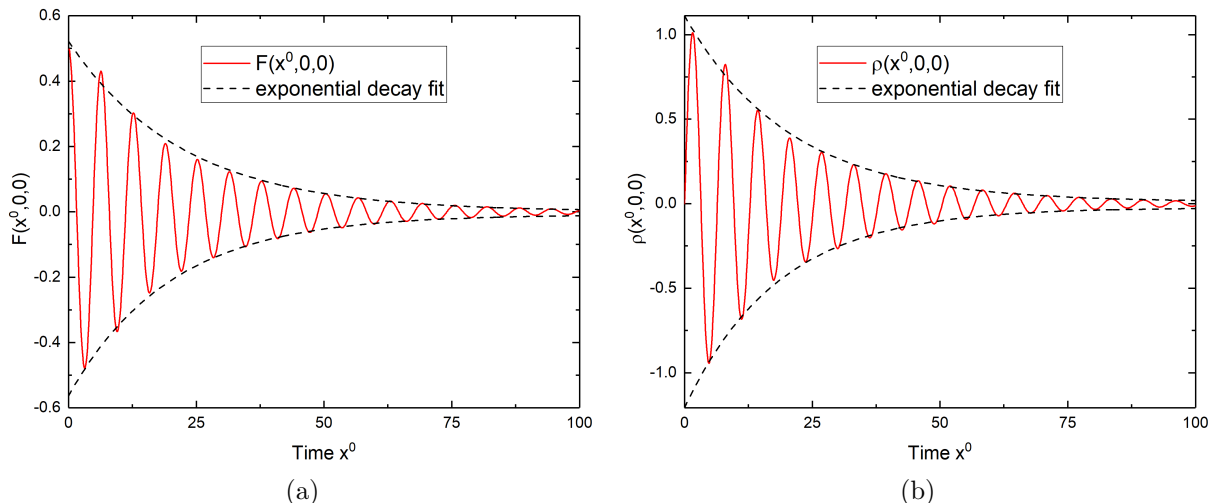 0.6
0.4
0.2
0.0
-0.2
-0.4
-0.6
F(x⁰,0,0)
F(x⁰,0,0)
exponential decay fit
0 25 50 75 100
Time x⁰
(a)
1.0
0.5
0.0
-0.5
-1.0
ρ(x⁰,0,0)
ρ(x⁰,0,0)
exponential decay fit
0 25 50 75 100
Time x⁰
(b)